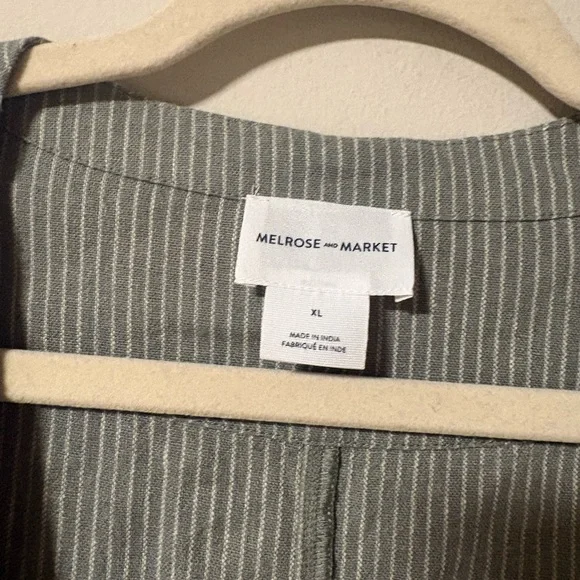 MELROSE AND MARKET
XL
MADE IN INDIA
FABRIQUÉ EN INDE